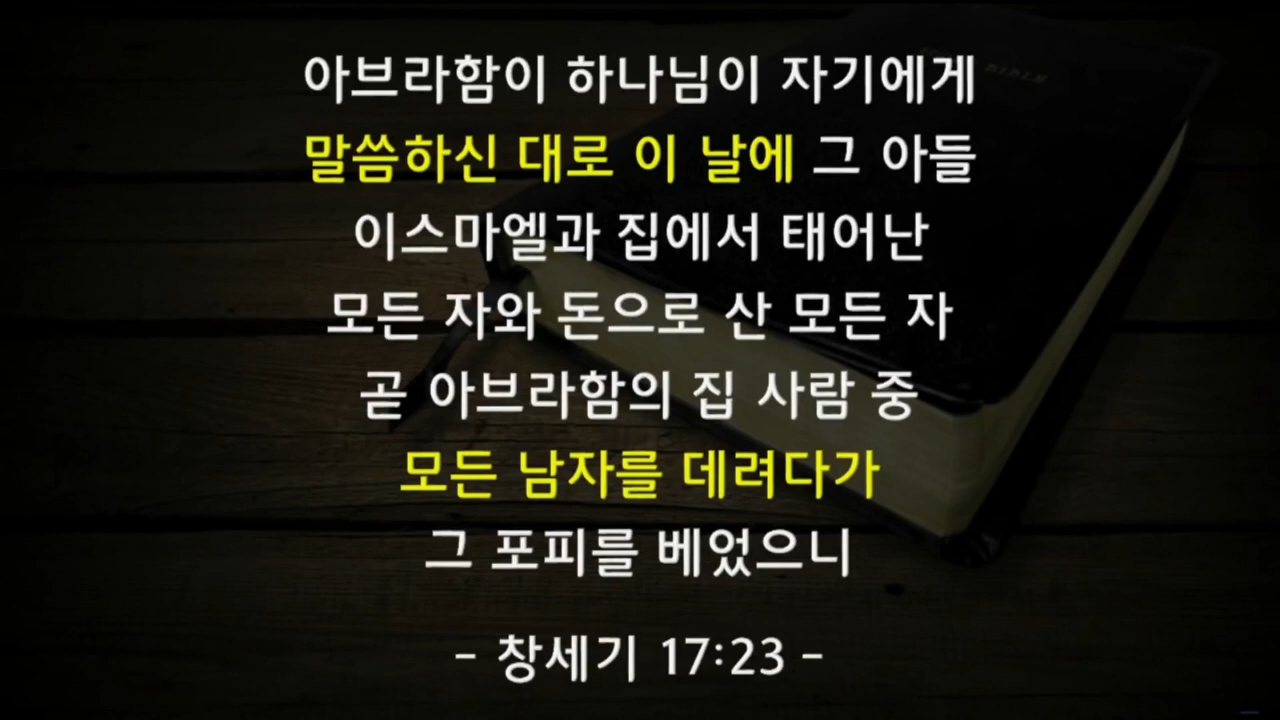 아브라함이 하나님이 자기에게
말씀하신 대로 이 날에 그 아들
이스마엘과 집에서 태어난
모든 자와 돈으로 산 모든 자
곧 아브라함의 집 사람 중
모든 남자를 데려다가
그 포피를 베었으니
- 창세기 17:23 -
BIBLE